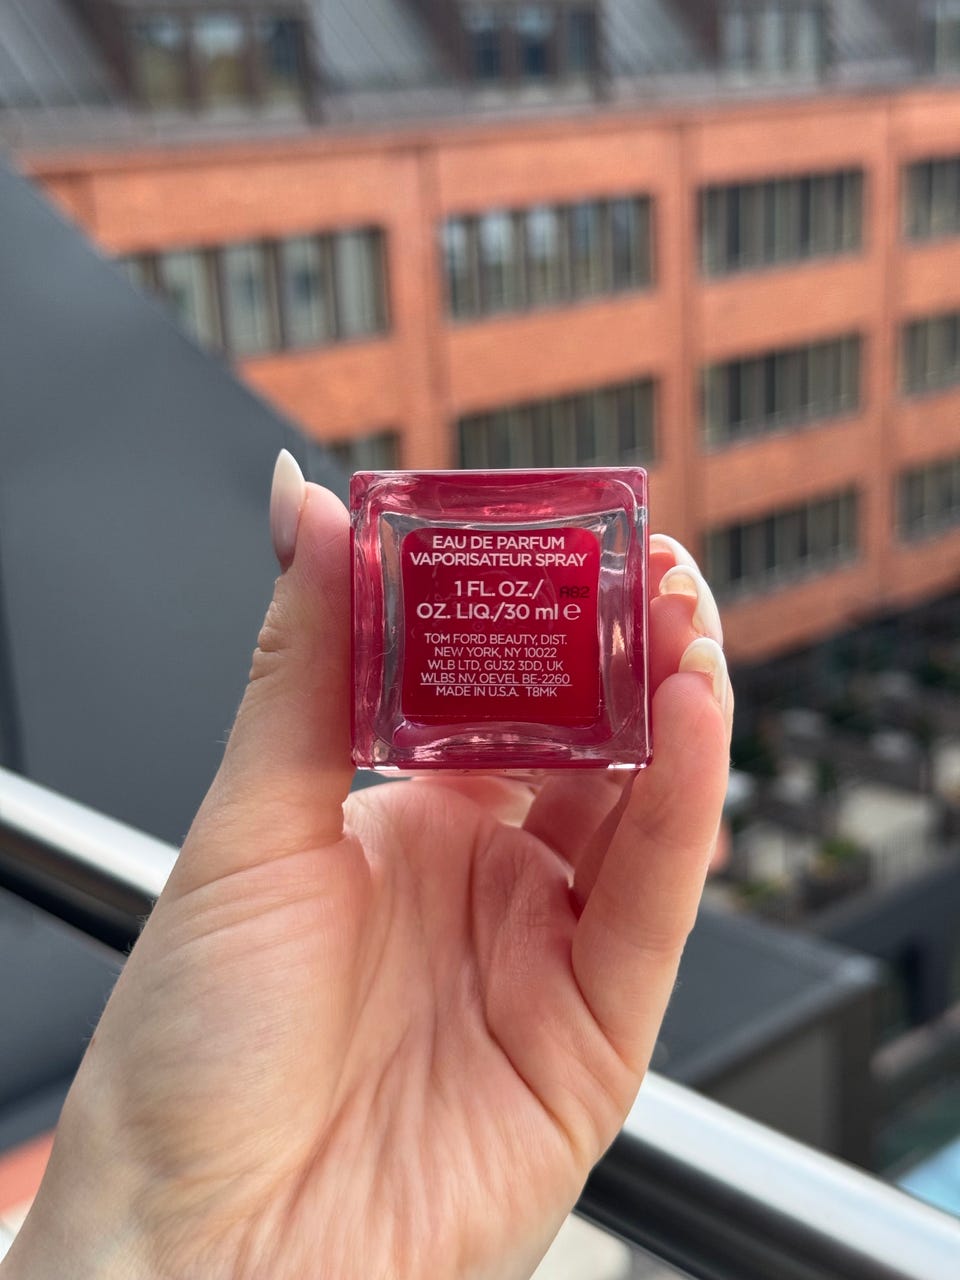 EAU DE PARFUM
VAPORISATEUR SPRAY
1 FL. OZ./
A82
OZ. LIQ./30 ml ℮
TOM FORD BEAUTY, DIST.
NEW YORK, NY 10022
WLB LTD, GU32 3DD, UK
WLBS NV, OEVEL BE-2260
MADE IN U.S.A. T8MK